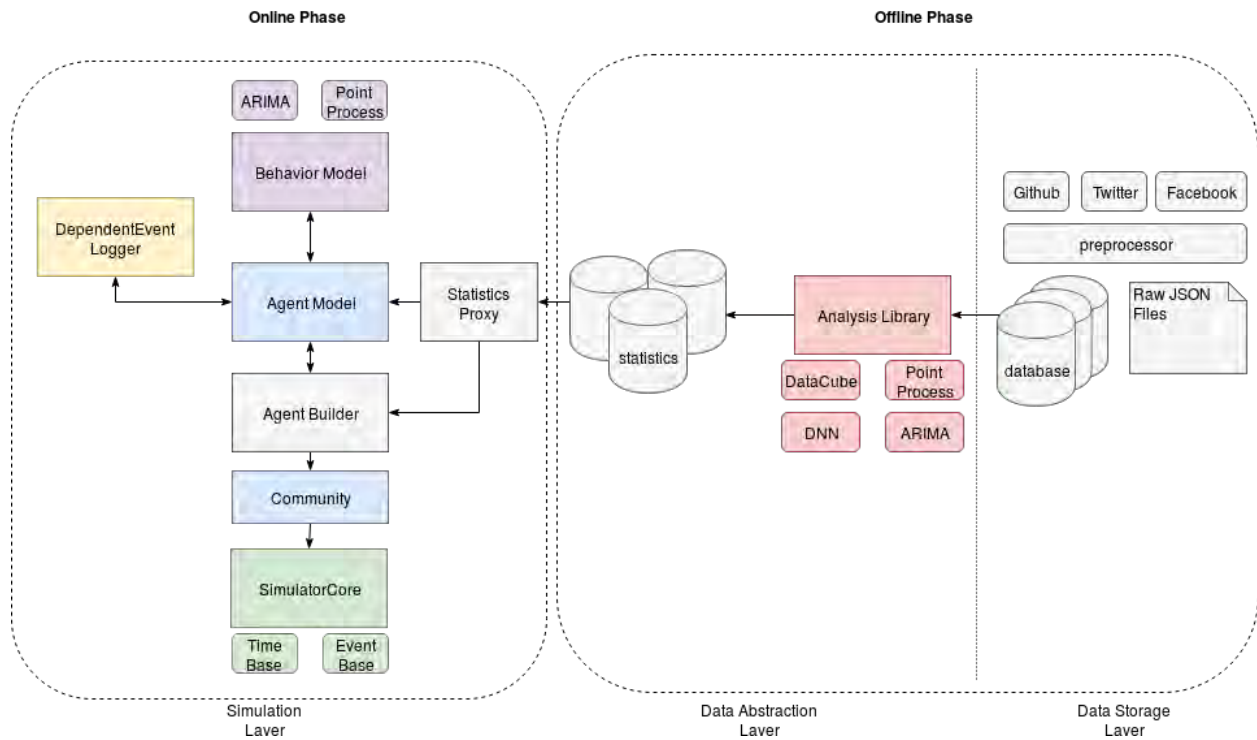 Online Phase
Offline Phase
ARIMA
Point
Process
Behavior Model
DependentEvent
Logger
Agent Model
Statistics
Proxy
Agent Builder
Community
SimulatorCore
Time
Base
Event
Base
Simulation
Layer
statistics
Analysis Library
DataCube
Point
Process
DNN
ARIMA
Data Abstraction
Layer
Github
Twitter
Facebook
preprocessor
database
Raw JSON
Files
Data Storage
Layer